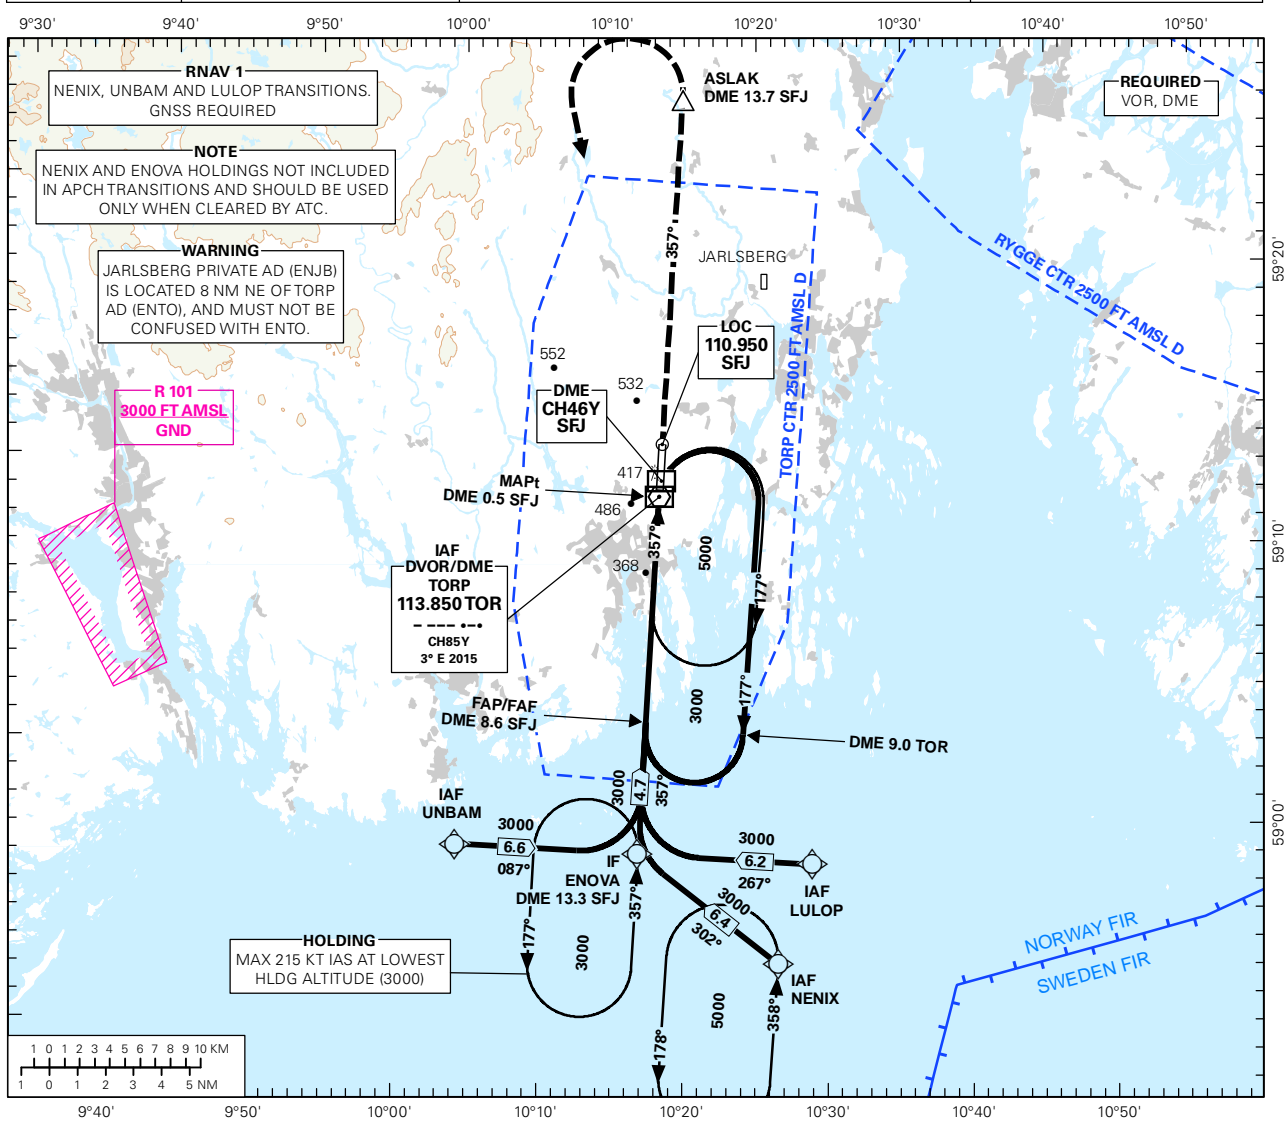 9°30'
9°40'
9°50'
10°00'
10°10'
10°20'
10°30'
10°40'
10°50'
RNAV 1
NENIX, UNBAM AND LULOP TRANSITIONS.
GNSS REQUIRED
NOTE
NENIX AND ENOVA HOLDINGS NOT INCLUDED
IN APCH TRANSITIONS AND SHOULD BE USED
ONLY WHEN CLEARED BY ATC.
WARNING
JARLSBERG PRIVATE AD (ENJB)
IS LOCATED 8 NM NE OF TORP
AD (ENTO), AND MUST NOT BE
CONFUSED WITH ENTO.
ASLAK
DME 13.7 SFJ
REQUIRED
VOR, DME
357°
JARLSBERG
59°20'
RYGGE CTR 2500 FT AMSL D
TORP CTR 2500 FT AMSL D
LOC
110.950
SFJ
552
532
DME
CH46Y
SFJ
R 101
3000 FT AMSL
GND
417
MAPt
DME 0.5 SFJ
486
357°
5000
59°10'
368
IAF
DVOR/DME
TORP
113.850 TOR
CH85Y
3° E 2015
177°
177°
3000
FAP/FAF
DME 8.6 SFJ
DME 9.0 TOR
3000
4.7
357°
IAF
UNBAM
3000
6.6
087°
3000
6.2
267°
59°00'
IF
ENOVA
DME 13.3 SFJ
IAF
LULOP
3000
6.4
302°
357°
177°
3000
HOLDING
MAX 215 KT IAS AT LOWEST
HLDG ALTITUDE (3000)
IAF
NENIX
5000
358°
178°
NORWAY FIR
SWEDEN FIR
1 0 1 2 3 4 5 6 7 8 9 10 KM
1 0 1 2 3 4 5 NM
9°40'
9°50'
10°00'
10°10'
10°20'
10°30'
10°40'
10°50'